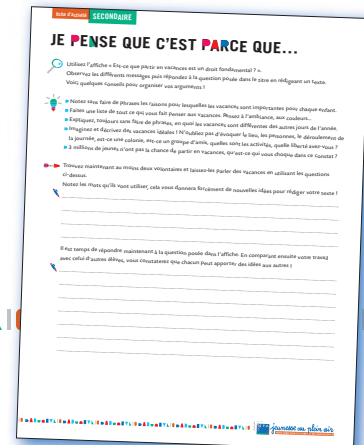 fiche d'activité SECONDAIRE
JE PENSE QUE C'EST PARCE QUE...
Utilisez l'affiche « Est-ce que partir en vacances est un droit fondamental ? ».
Observez les différents messages puis répondez à la question posée dans le titre en rédigeant un texte.
Voici quelques conseils pour organiser vos arguments !
Notez sans faire de phrases les raisons pour lesquelles les vacances sont importantes pour chaque enfant.
Faites une liste de tout ce qui vous fait penser aux vacances. Pensez à l'ambiance, aux couleurs...
Expliquez, toujours sans faire de phrases, en quoi les vacances sont différentes des autres jours de l'année.
Imaginez et décrivez des vacances idéales ! N'oubliez pas d'évoquer le lieu, les personnes, le déroulement de
la journée, est-ce une colonie, est-ce un groupe d'amis, quelles sont les activités, quelle liberté avez-vous ?
3 millions de jeunes n'ont pas la chance de partir en vacances, qu'est-ce qui vous choque dans ce constat ?
Trouvez maintenant au moins deux volontaires et laissez-les parler des vacances en utilisant les questions
ci-dessus.
Notez les mots qu'ils vont utiliser, cela vous donnera forcément de nouvelles idées pour rédiger votre texte !
Il est temps de répondre maintenant à la question posée dans l'affiche. En comparant ensuite votre travail
avec celui d'autres élèves, vous constaterez que chacun peut apporter des idées aux autres !
jeunesse au plein air